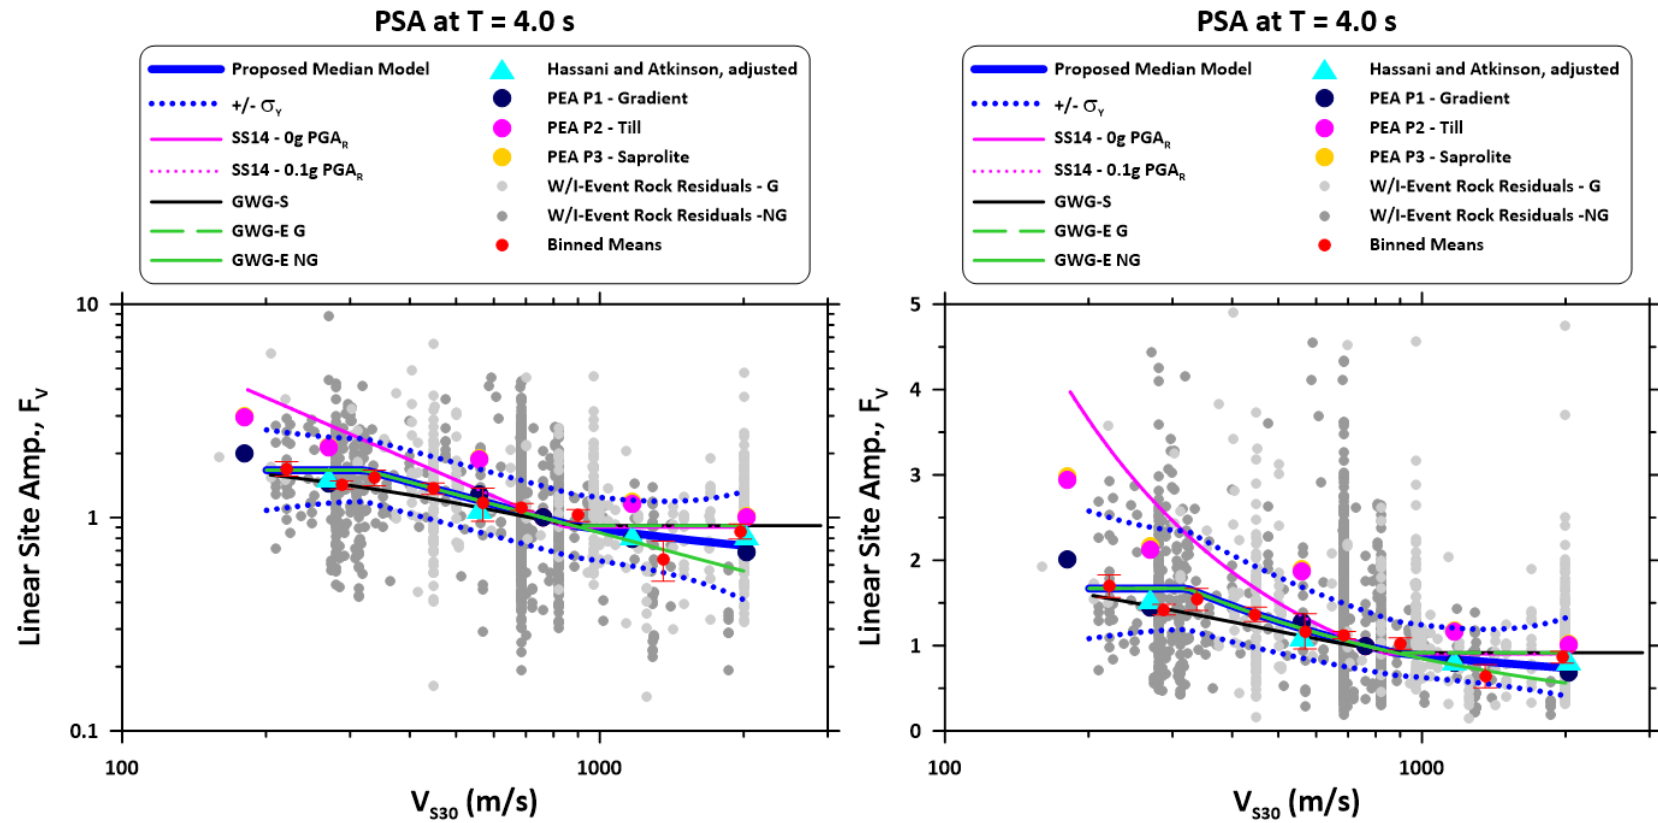 PSA at T = 4.0 s
Proposed Median Model
+/- σY
SS14 - 0g PGAR
SS14 - 0.1g PGAR
GWG-S
GWG-E G
GWG-E NG
Hassani and Atkinson, adjusted
PEA P1 - Gradient
PEA P2 - Till
PEA P3 - Saprolite
W/I-Event Rock Residuals - G
W/I-Event Rock Residuals -NG
Binned Means
Linear Site Amp., FV
10
1
0.1
100
1000
VS30 (m/s)
PSA at T = 4.0 s
Proposed Median Model
+/- σY
SS14 - 0g PGAR
SS14 - 0.1g PGAR
GWG-S
GWG-E G
GWG-E NG
Hassani and Atkinson, adjusted
PEA P1 - Gradient
PEA P2 - Till
PEA P3 - Saprolite
W/I-Event Rock Residuals - G
W/I-Event Rock Residuals -NG
Binned Means
Linear Site Amp., FV
5
4
3
2
1
0
100
1000
VS30 (m/s)